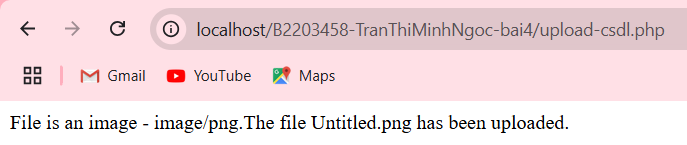 localhost/B2203458-TranThiMinhNgoc-bai4/upload-csdl.php
Gmail YouTube Maps
File is an image - image/png.The file Untitled.png has been uploaded.